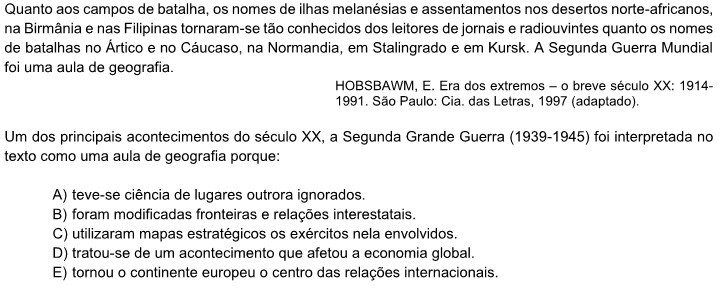 Quanto aos campos de batalha, os nomes de ilhas melanésias e assentamentos nos desertos norte-africanos,
na Birmânia e nas Filipinas tornaram-se tão conhecidos dos leitores de jornais e radiouvintes quanto os nomes
de batalhas no Ártico e no Cáucaso, na Normandia, em Stalingrado e em Kursk. A Segunda Guerra Mundial
foi uma aula de geografia.
HOBSBAWM, E. Era dos extremos – o breve século XX: 1914-
1991. São Paulo: Cia. das Letras, 1997 (adaptado).
Um dos principais acontecimentos do século XX, a Segunda Grande Guerra (1939-1945) foi interpretada no
texto como uma aula de geografia porque:
A) teve-se ciência de lugares outrora ignorados.
B) foram modificadas fronteiras e relações interestatais.
C) utilizaram mapas estratégicos os exércitos nela envolvidos.
D) tratou-se de um acontecimento que afetou a economia global.
E) tornou o continente europeu o centro das relações internacionais.